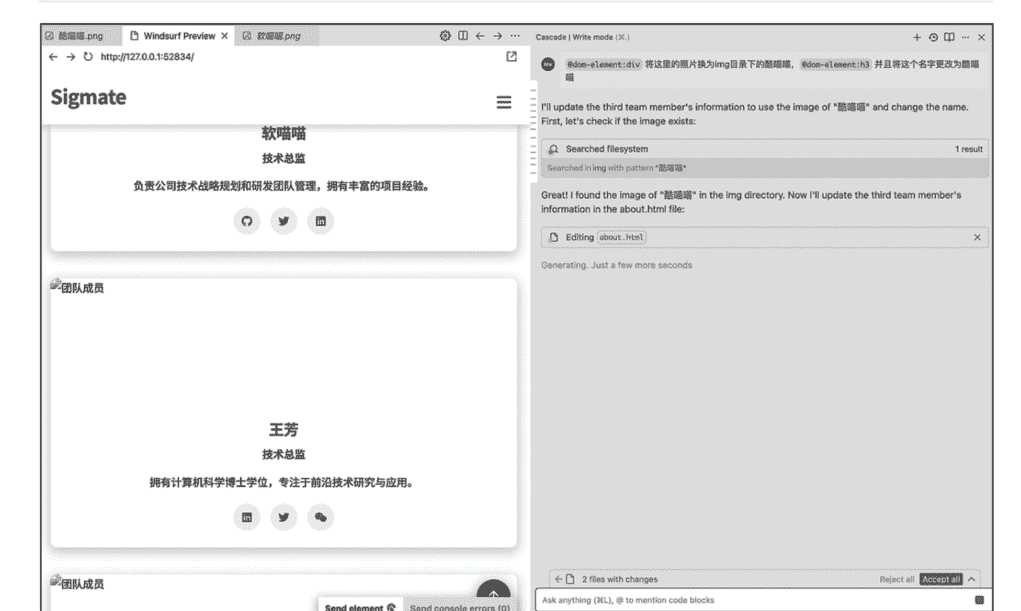 酷喵喵.png
Windsurf Preview
软喵喵.png
http://127.0.0.1:52834/
Sigmate
软喵喵
技术总监
负责公司技术战略规划和研发团队管理，拥有丰富的项目经验。
团队成员
王芳
技术总监
拥有计算机科学博士学位，专注于前沿技术研究与应用。
团队成员
Send element
Send console errors (0)
Cascade | Write mode (⌘.)
Me
@dom-element:div 将这里的照片换为img目录下的酷喵喵，@dom-element:h3 并且将这个名字更改为酷喵
喵
I'll update the third team member's information to use the image of "酷喵喵" and change the name.
First, let's check if the image exists:
Searched filesystem 1 result
Searched in img with pattern *酷喵喵*
Great! I found the image of "酷喵喵" in the img directory. Now I'll update the third team member's
information in the about.html file:
Editing about.html
Generating. Just a few more seconds
2 files with changes Reject all Accept all
Ask anything (⌘L), @ to mention code blocks